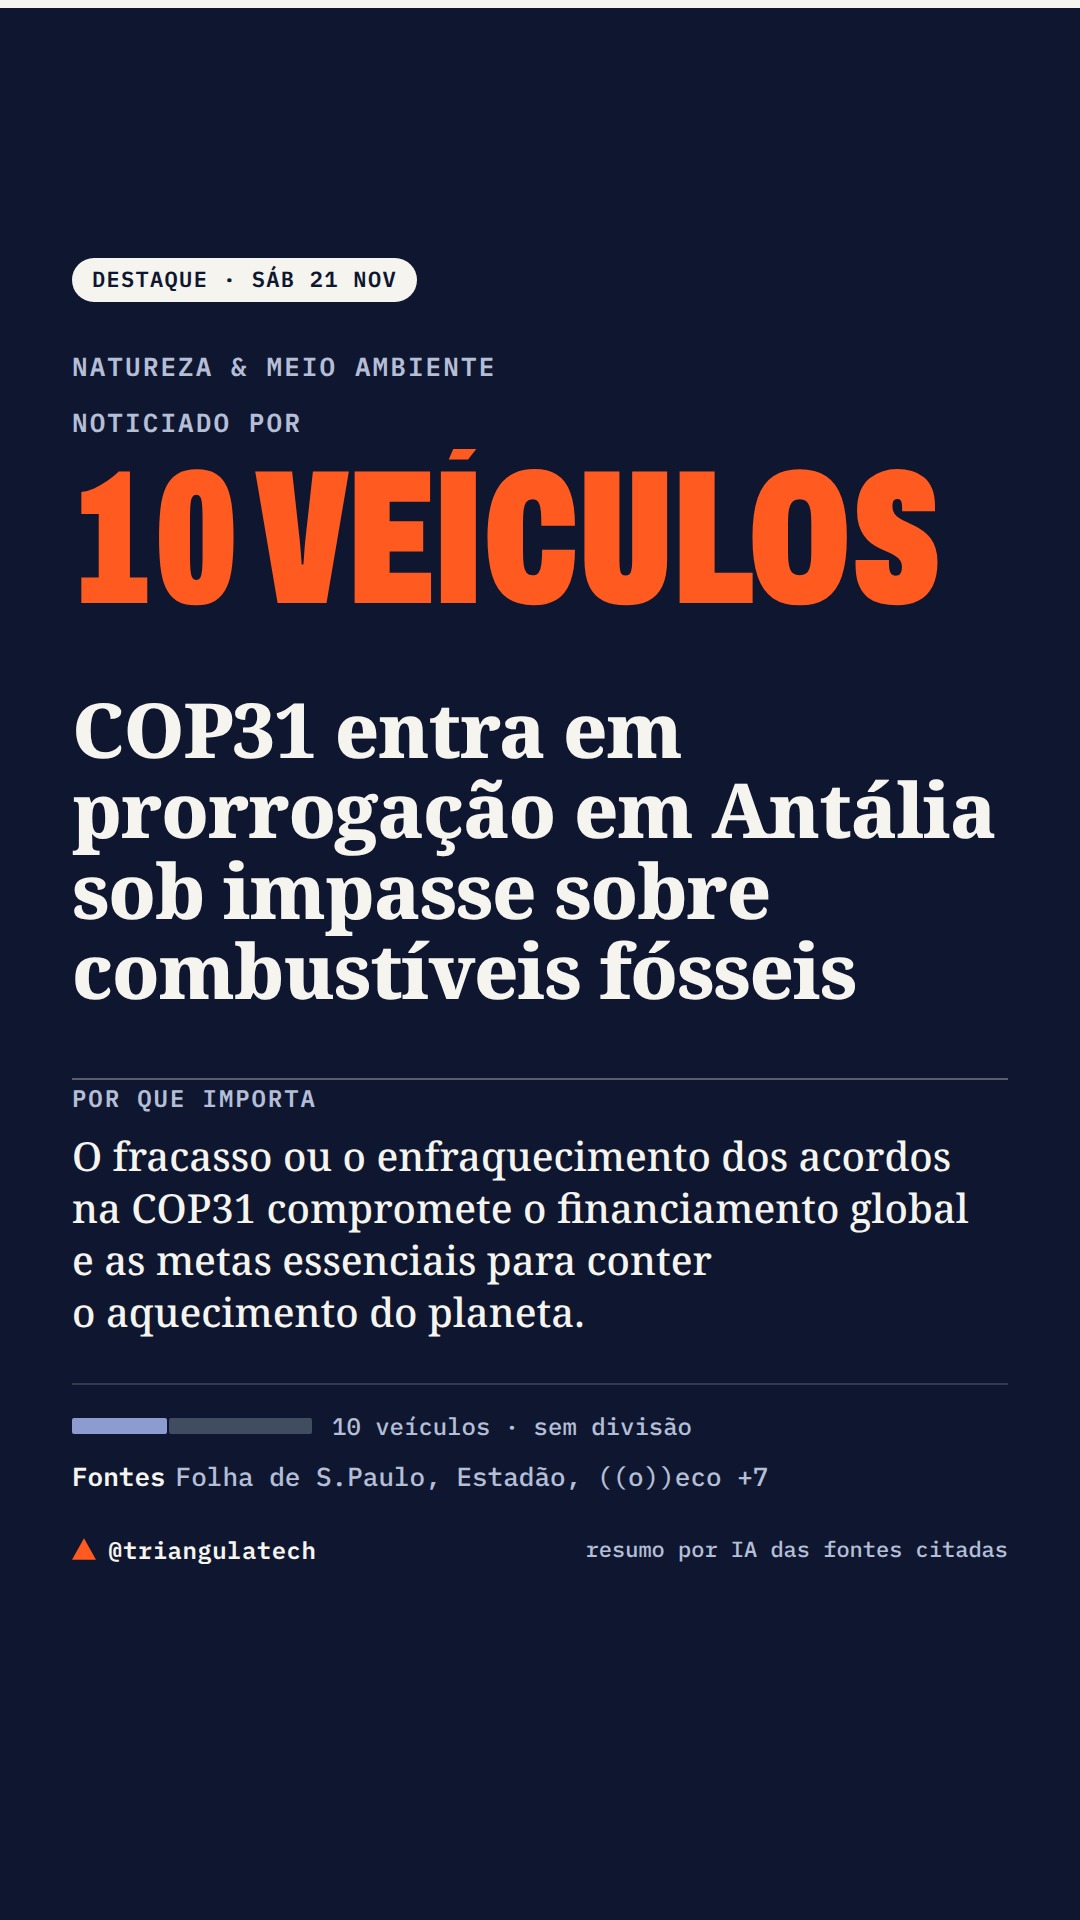 DESTAQUE · SÁB 21 NOV
NATUREZA & MEIO AMBIENTE
NOTICIADO POR
10 VEÍCULOS
COP31 entra em
prorrogação em Antália
sob impasse sobre
combustíveis fósseis
POR QUE IMPORTA
O fracasso ou o enfraquecimento dos acordos
na COP31 compromete o financiamento global
e as metas essenciais para conter
o aquecimento do planeta.
10 veículos · sem divisão
Fontes Folha de S.Paulo, Estadão, ((o))eco +7
@triangulatech
resumo por IA das fontes citadas